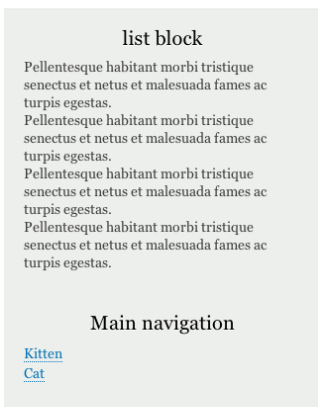 list block
Pellentesque habitant morbi tristique
senectus et netus et malesuada fames ac
turpis egestas.
Pellentesque habitant morbi tristique
senectus et netus et malesuada fames ac
turpis egestas.
Pellentesque habitant morbi tristique
senectus et netus et malesuada fames ac
turpis egestas.
Pellentesque habitant morbi tristique
senectus et netus et malesuada fames ac
turpis egestas.
Main navigation
Kitten
Cat